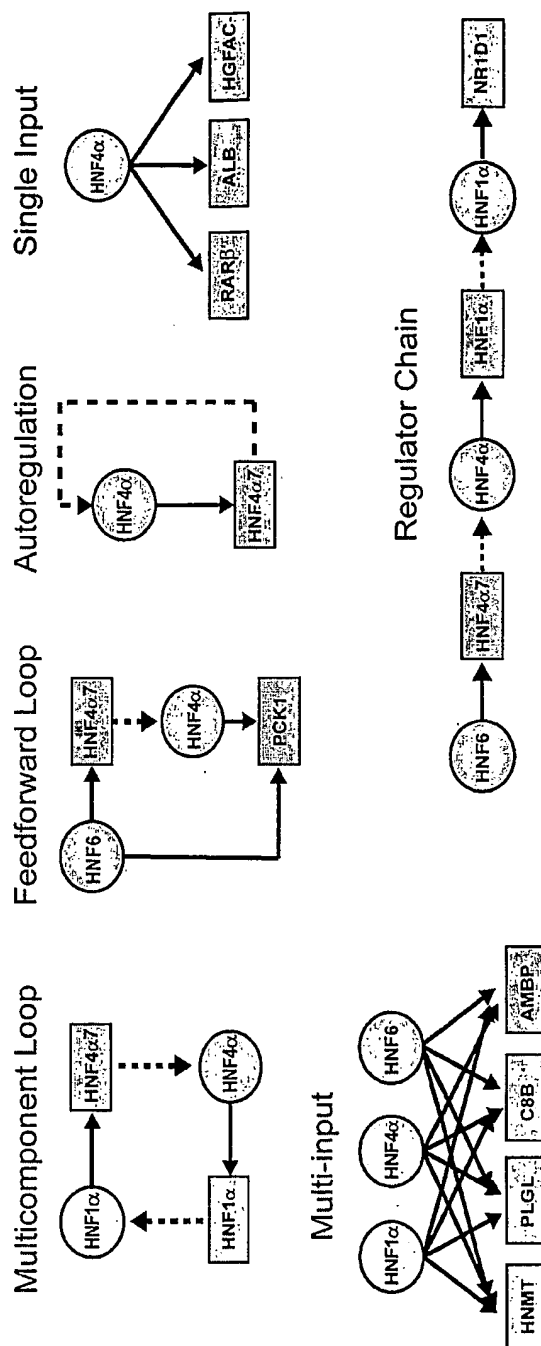 Multicomponent Loop
HNF1α
HNF4α7
HNF1α
HNF4α
Feedforward Loop
HNF6
HNF4α7
HNF4α
PCK1
Autoregulation
HNF4α
HNF4α7
Single Input
HNF4α
RARβ
ALB
HGFAC
Multi-input
HNF1α
HNF4α
HNF6
HNMT
PLGL
C8B
AMBP
Regulator Chain
HNF6
HNF4α7
HNF4α
HNF1α
HNF1α
NR1D1